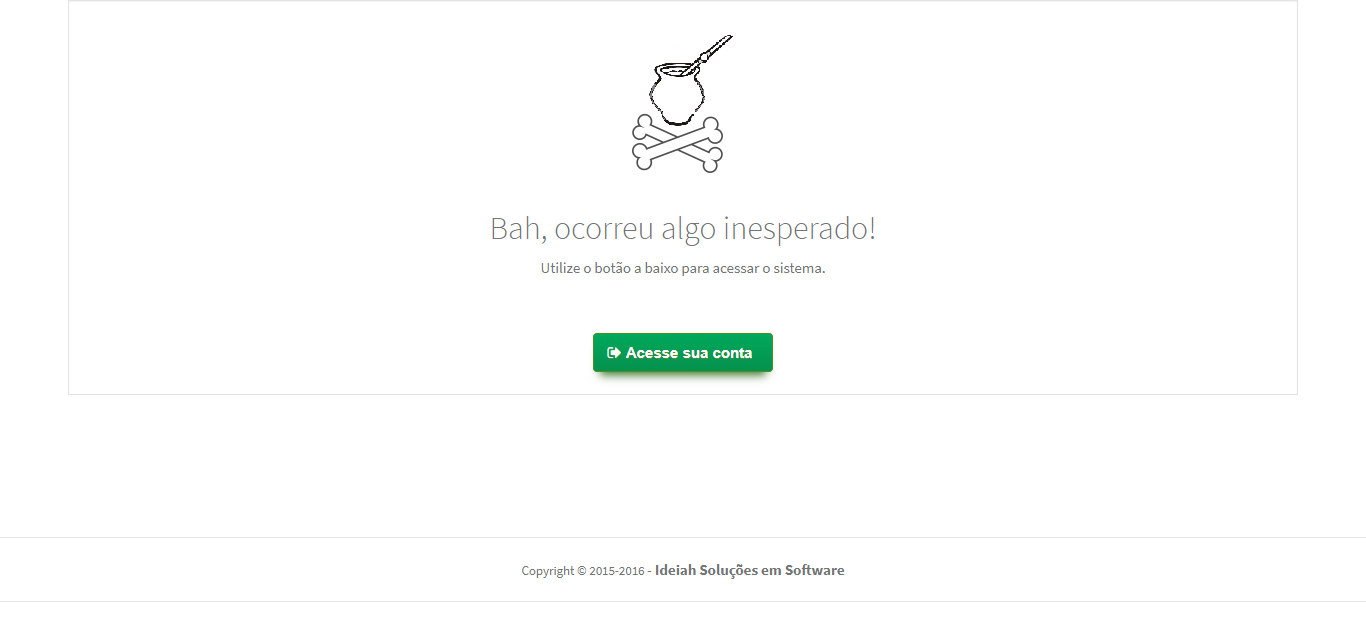 Bah, ocorreu algo inesperado!
Utilize o botão a baixo para acessar o sistema.
Acesse sua conta
Copyright © 2015-2016 - Ideiah Soluções em Software